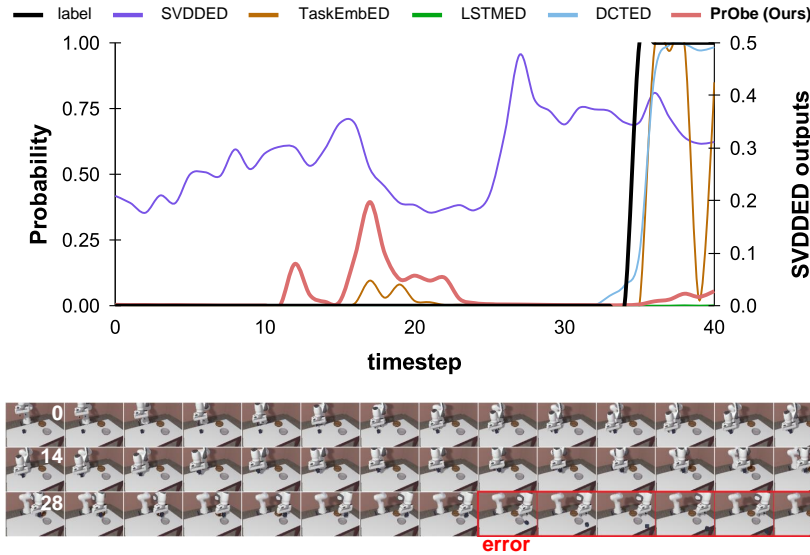 label SVDDED TaskEmbED LSTMED DCTED PrObe (Ours)
1.00
0.75
0.50
0.25
0.00
Probability
0.5
0.4
0.3
0.2
0.1
0.0
SVDDED outputs
0 10 20 30 40
timestep
0
14
28
error